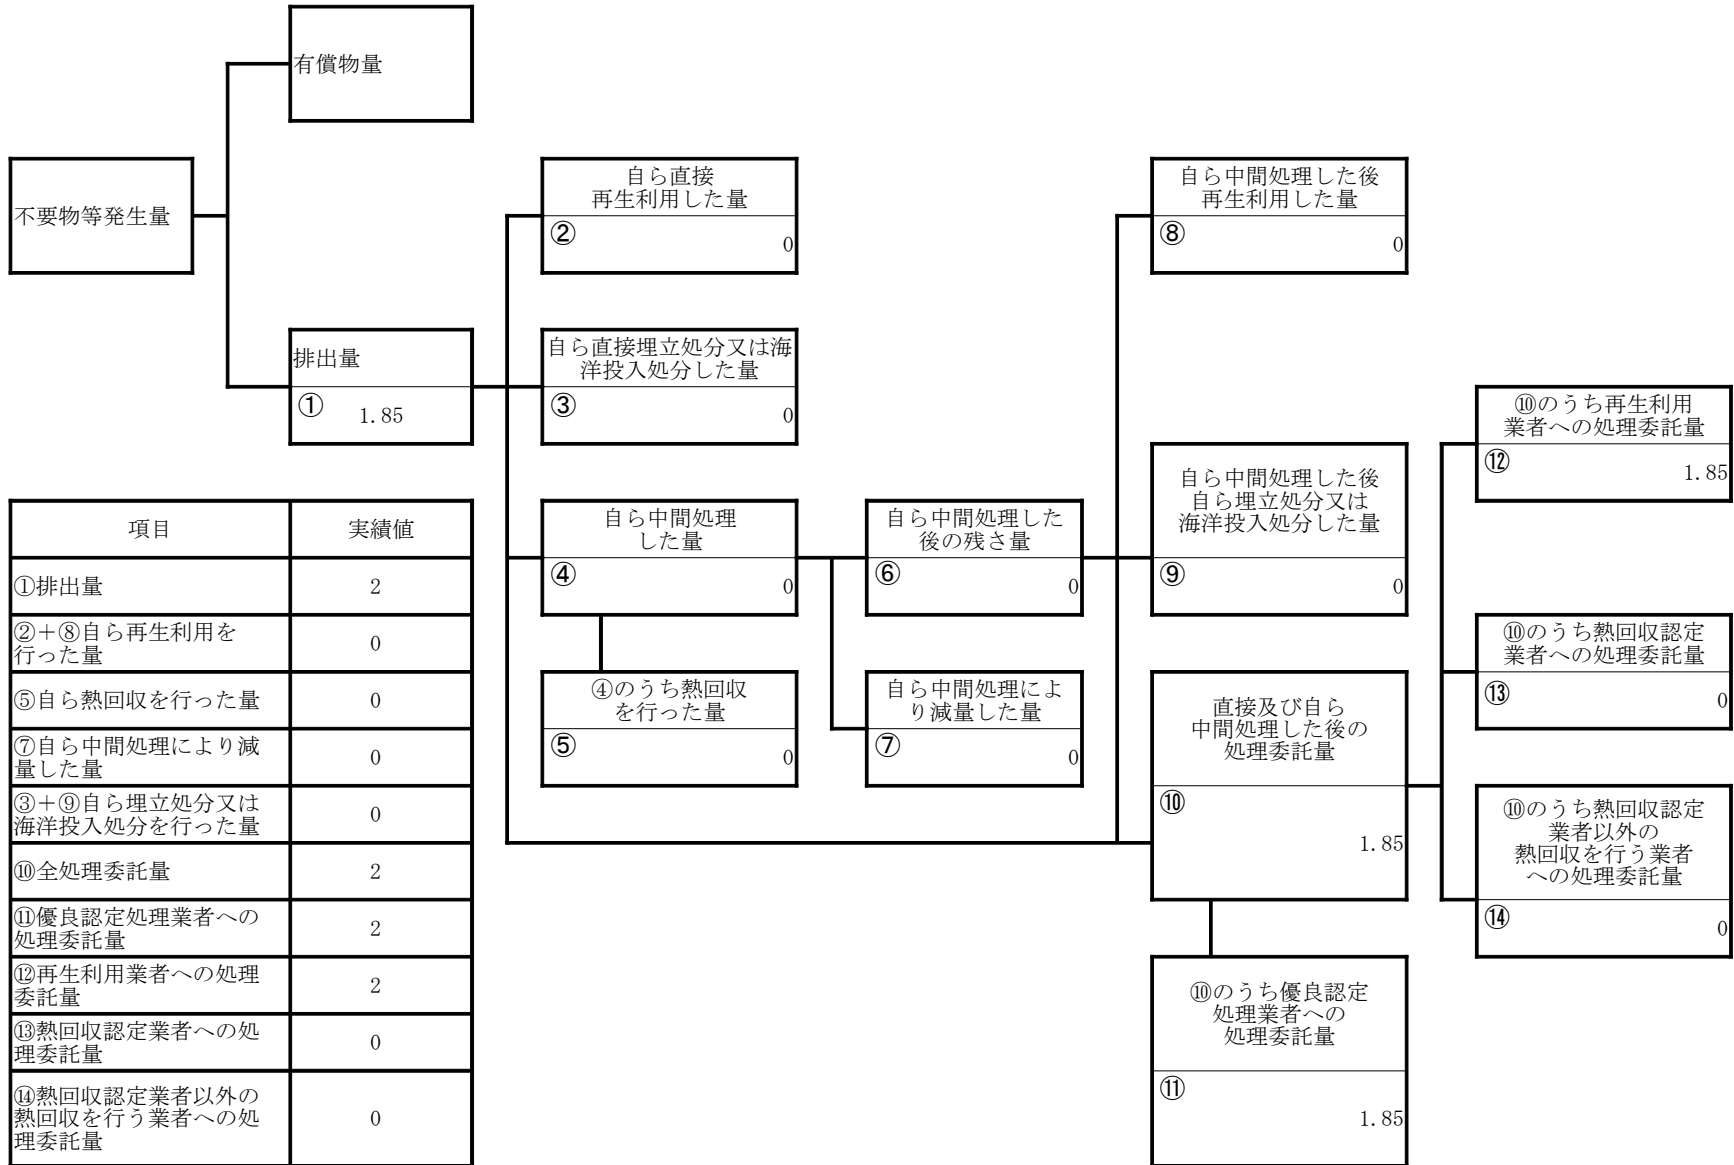 有償物量
不要物等発生量
自ら直接
再生利用した量
②
0
自ら中間処理した後
再生利用した量
⑧
0
排出量
①
1.85
自ら直接埋立処分又は海
洋投入処分した量
③
0
⑩のうち再生利用
業者への処理委託量
⑫
1.85
自ら中間処理
した量
④
0
自ら中間処理した
後の残さ量
⑥
0
自ら中間処理した後
自ら埋立処分又は
海洋投入処分した量
⑨
0
⑩のうち熱回収認定
業者への処理委託量
⑬
0
④のうち熱回収
を行った量
⑤
0
自ら中間処理によ
り減量した量
⑦
0
直接及び自ら
中間処理した後の
処理委託量
⑩
1.85
⑩のうち熱回収認定
業者以外の
熱回収を行う業者
への処理委託量
⑭
0
⑩のうち優良認定
処理業者への
処理委託量
⑪
1.85
項目 実績値
①排出量 2
②＋⑧自ら再生利用を
行った量 0
⑤自ら熱回収を行った量 0
⑦自ら中間処理により減
量した量 0
③＋⑨自ら埋立処分又は
海洋投入処分を行った量 0
⑩全処理委託量 2
⑪優良認定処理業者への
処理委託量 2
⑫再生利用業者への処理
委託量 2
⑬熱回収認定業者への処
理委託量 0
⑭熱回収認定業者以外の
熱回収を行う業者への処
理委託量 0